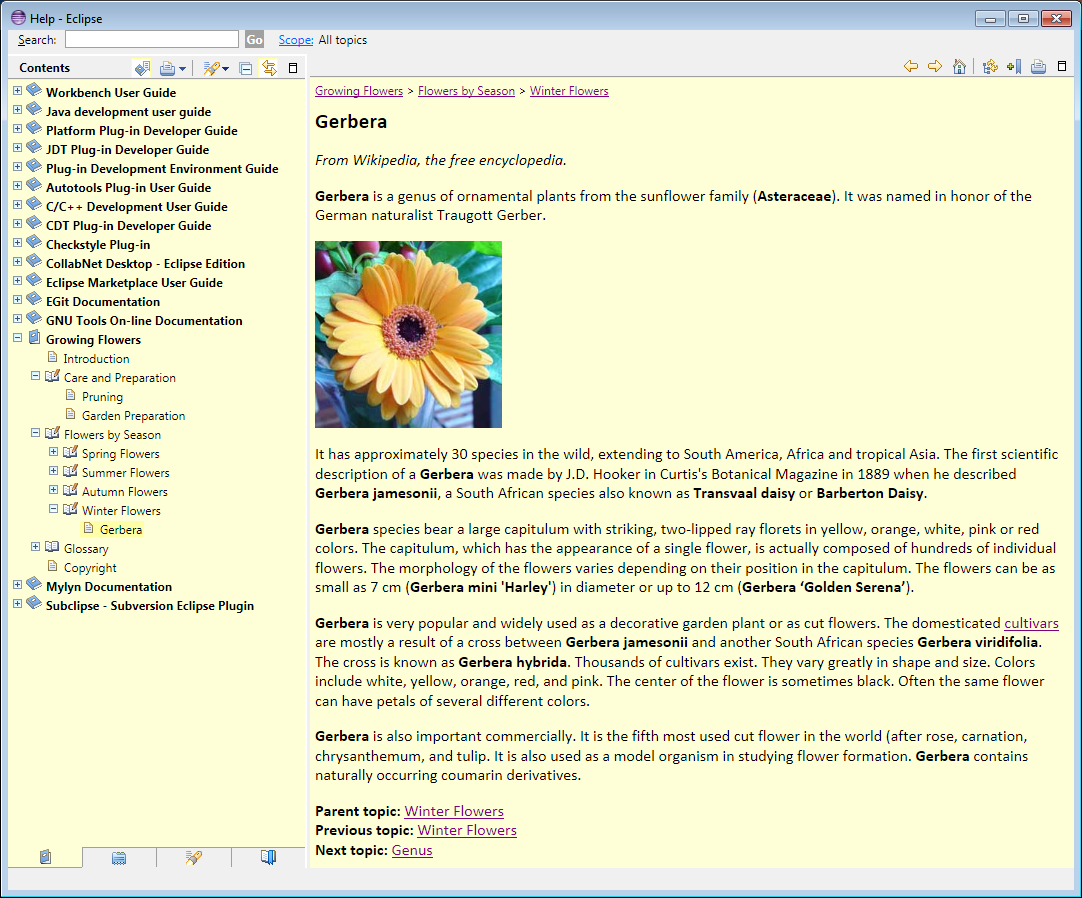 Help - Eclipse
Search:
Go
Scope: All topics
Contents
Workbench User Guide
Java development user guide
Platform Plug-in Developer Guide
JDT Plug-in Developer Guide
Plug-in Development Environment Guide
Autotools Plug-in User Guide
C/C++ Development User Guide
CDT Plug-in Developer Guide
Checkstyle Plug-in
CollabNet Desktop - Eclipse Edition
Eclipse Marketplace User Guide
EGit Documentation
GNU Tools On-line Documentation
Growing Flowers
Introduction
Care and Preparation
Pruning
Garden Preparation
Flowers by Season
Spring Flowers
Summer Flowers
Autumn Flowers
Winter Flowers
Gerbera
Glossary
Copyright
Mylyn Documentation
Subclipse - Subversion Eclipse Plugin
Growing Flowers > Flowers by Season > Winter Flowers
Gerbera
From Wikipedia, the free encyclopedia.
Gerbera is a genus of ornamental plants from the sunflower family (Asteraceae). It was named in honor of the
German naturalist Traugott Gerber.
It has approximately 30 species in the wild, extending to South America, Africa and tropical Asia. The first scientific
description of a Gerbera was made by J.D. Hooker in Curtis's Botanical Magazine in 1889 when he described
Gerbera jamesonii, a South African species also known as Transvaal daisy or Barberton Daisy.
Gerbera species bear a large capitulum with striking, two-lipped ray florets in yellow, orange, white, pink or red
colors. The capitulum, which has the appearance of a single flower, is actually composed of hundreds of individual
flowers. The morphology of the flowers varies depending on their position in the capitulum. The flowers can be as
small as 7 cm (Gerbera mini 'Harley') in diameter or up to 12 cm (Gerbera ‘Golden Serena’).
Gerbera is very popular and widely used as a decorative garden plant or as cut flowers. The domesticated cultivars
are mostly a result of a cross between Gerbera jamesonii and another South African species Gerbera viridifolia.
The cross is known as Gerbera hybrida. Thousands of cultivars exist. They vary greatly in shape and size. Colors
include white, yellow, orange, red, and pink. The center of the flower is sometimes black. Often the same flower
can have petals of several different colors.
Gerbera is also important commercially. It is the fifth most used cut flower in the world (after rose, carnation,
chrysanthemum, and tulip. It is also used as a model organism in studying flower formation. Gerbera contains
naturally occurring coumarin derivatives.
Parent topic: Winter Flowers
Previous topic: Winter Flowers
Next topic: Genus